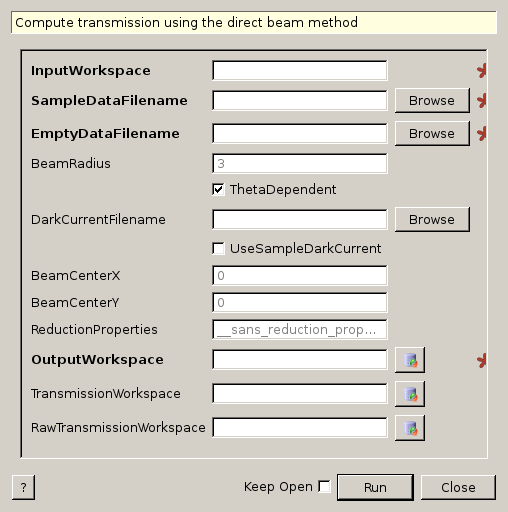 Compute transmission using the direct beam method
InputWorkspace
SampleDataFilename Browse
EmptyDataFilename Browse
BeamRadius 3
ThetaDependent
DarkCurrentFilename Browse
UseSampleDarkCurrent
BeamCenterX 0
BeamCenterY 0
ReductionProperties __sans_reduction_prop...
OutputWorkspace
TransmissionWorkspace
RawTransmissionWorkspace
? Keep Open Run Close